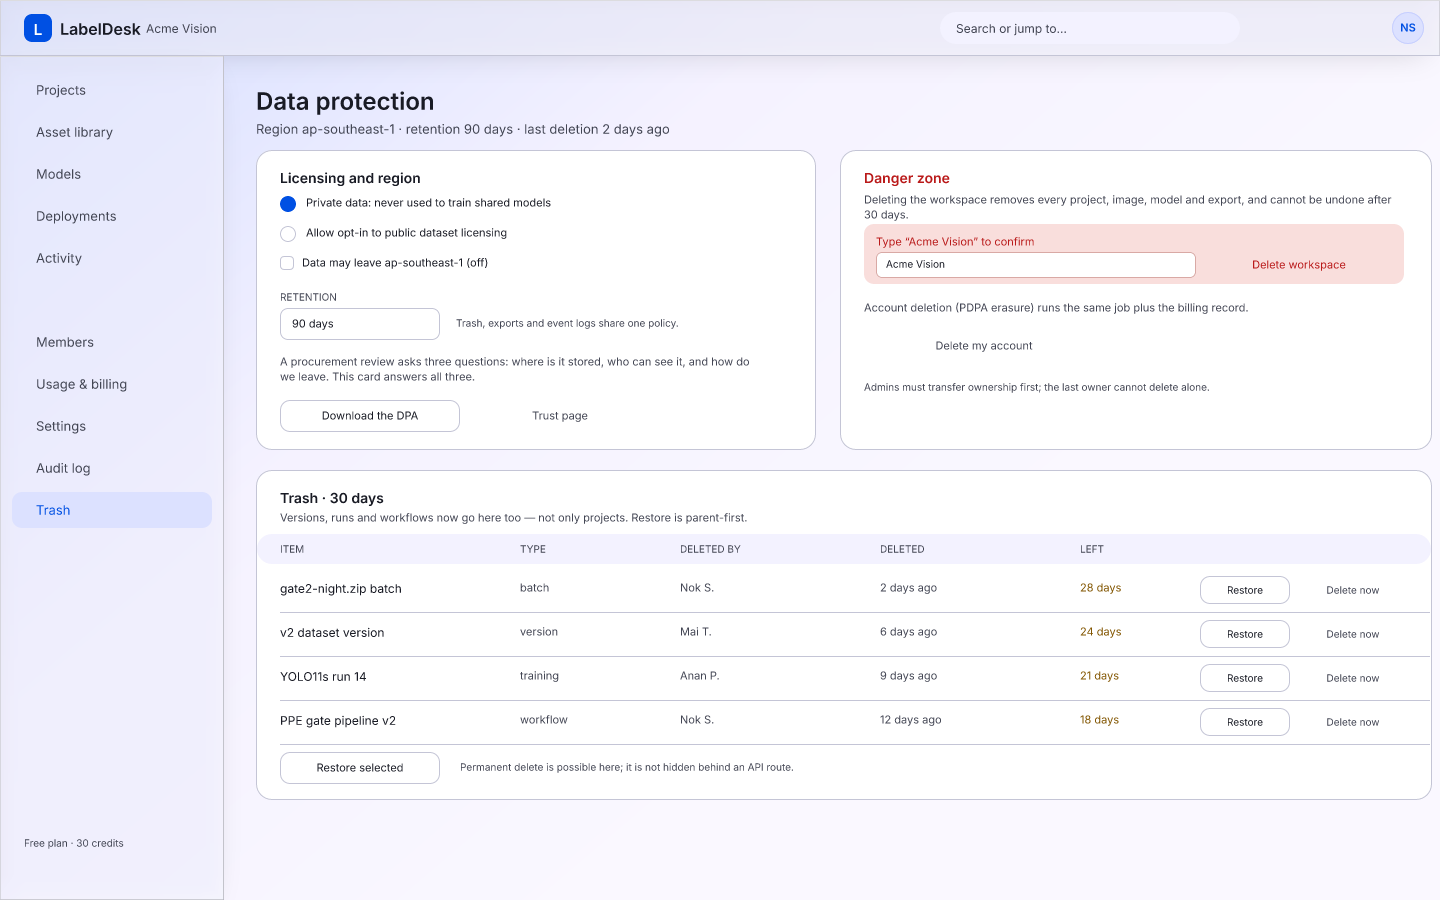 L LabelDesk Acme Vision
Search or jump to...
NS
Projects
Asset library
Models
Deployments
Activity
Members
Usage & billing
Settings
Audit log
Trash
Free plan · 30 credits
Data protection
Region ap-southeast-1 · retention 90 days · last deletion 2 days ago
Licensing and region
Private data: never used to train shared models
Allow opt-in to public dataset licensing
Data may leave ap-southeast-1 (off)
RETENTION
90 days
Trash, exports and event logs share one policy.
A procurement review asks three questions: where is it stored, who can see it, and how do
we leave. This card answers all three.
Download the DPA
Trust page
Danger zone
Deleting the workspace removes every project, image, model and export, and cannot be undone after
30 days.
Type “Acme Vision” to confirm
Acme Vision
Delete workspace
Account deletion (PDPA erasure) runs the same job plus the billing record.
Delete my account
Admins must transfer ownership first; the last owner cannot delete alone.
Trash · 30 days
Versions, runs and workflows now go here too — not only projects. Restore is parent-first.
ITEM TYPE DELETED BY DELETED LEFT
gate2-night.zip batch batch Nok S. 2 days ago 28 days Restore Delete now
v2 dataset version version Mai T. 6 days ago 24 days Restore Delete now
YOLO11s run 14 training Anan P. 9 days ago 21 days Restore Delete now
PPE gate pipeline v2 workflow Nok S. 12 days ago 18 days Restore Delete now
Restore selected
Permanent delete is possible here; it is not hidden behind an API route.